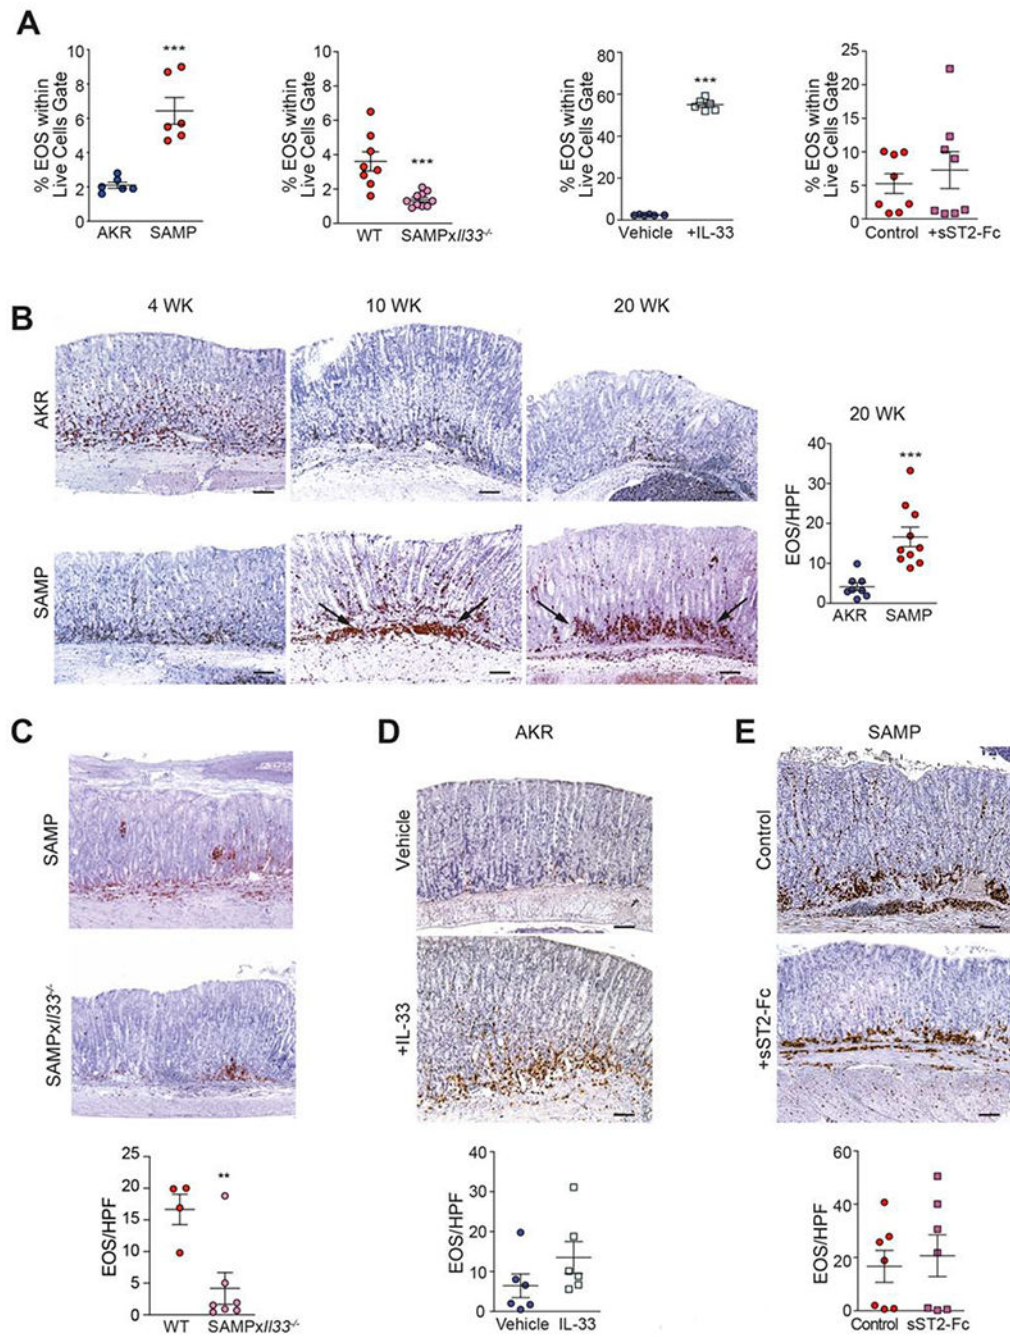 A
% EOS within
Live Cells Gate
10
8
6
4
2
0
***
AKR SAMP
% EOS within
Live Cells Gate
10
8
6
4
2
0
***
WT SAMPxIl33-/-
% EOS within
Live Cells Gate
80
60
40
20
0
***
Vehicle +IL-33
% EOS within
Live Cells Gate
25
20
15
10
5
0
Control +sST2-Fc
B
4 WK 10 WK 20 WK
AKR
SAMP
20 WK
EOS/HPF
40
30
20
10
0
***
AKR SAMP
C
SAMP
SAMPxIl33-/-
EOS/HPF
25
20
15
10
5
0
**
WT SAMPxIl33-/-
D
AKR
Vehicle
+IL-33
EOS/HPF
40
30
20
10
0
Vehicle IL-33
E
SAMP
Control
+sST2-Fc
EOS/HPF
60
40
20
0
Control sST2-Fc